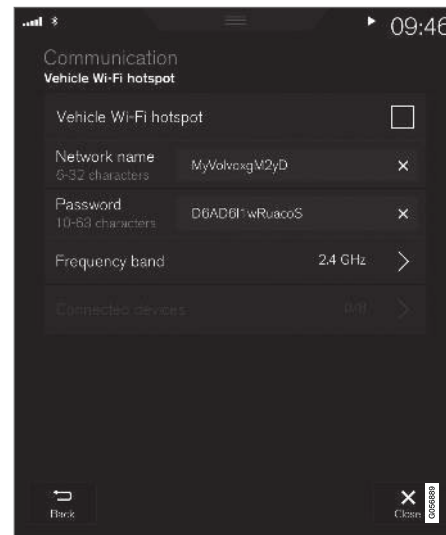 09:46
Communication
Vehicle Wi-Fi hotspot
Vehicle Wi-Fi hotspot
Network name
6-32 characters
MyVolvoxgM2yD
Password
10-63 characters
D6AD6l1wRuacoS
Frequency band 2.4 GHz
Connected devices 0/8
Back
Close
G056889